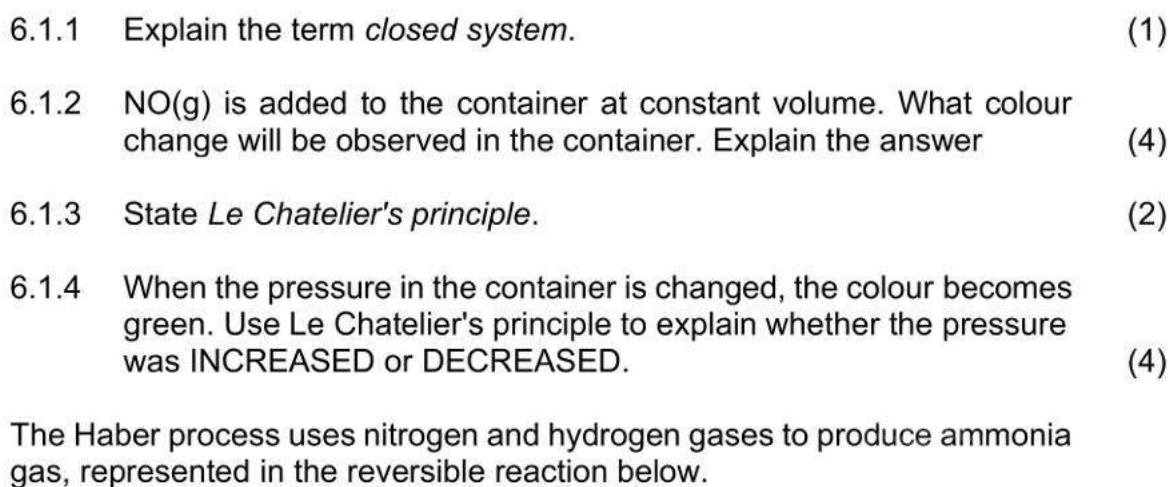 6.1.1 Explain the term closed system. (1)
6.1.2 NO(g) is added to the container at constant volume. What colour
change will be observed in the container. Explain the answer (4)
6.1.3 State Le Chatelier's principle. (2)
6.1.4 When the pressure in the container is changed, the colour becomes
green. Use Le Chatelier's principle to explain whether the pressure
was INCREASED or DECREASED. (4)
The Haber process uses nitrogen and hydrogen gases to produce ammonia
gas, represented in the reversible reaction below.